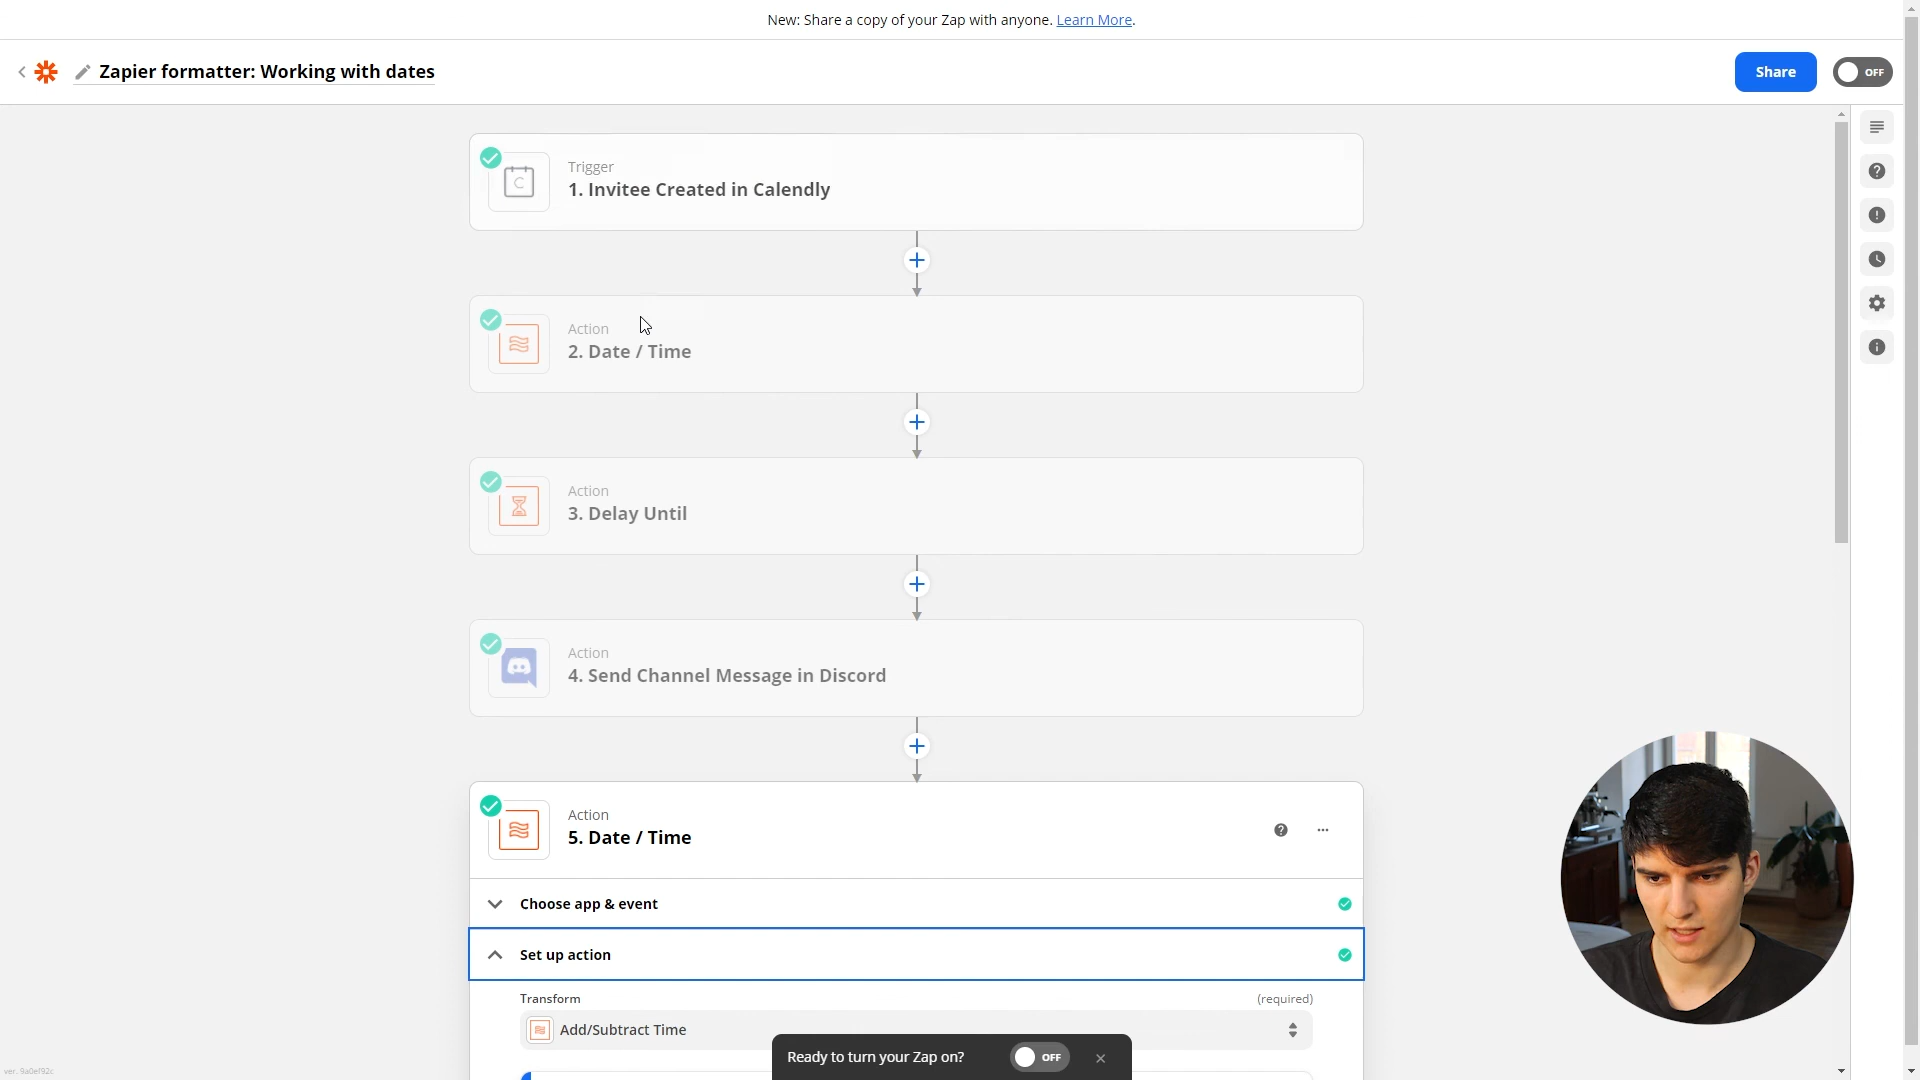 New: Share a copy of your Zap with anyone. Learn More.
Zapier formatter: Working with dates
Share
OFF
Trigger
1. Invitee Created in Calendly
Action
2. Date / Time
Action
3. Delay Until
Action
4. Send Channel Message in Discord
Action
5. Date / Time
Choose app & event
Set up action
Transform
(required)
Add/Subtract Time
Ready to turn your Zap on?
OFF
ver. 9a0ef92c